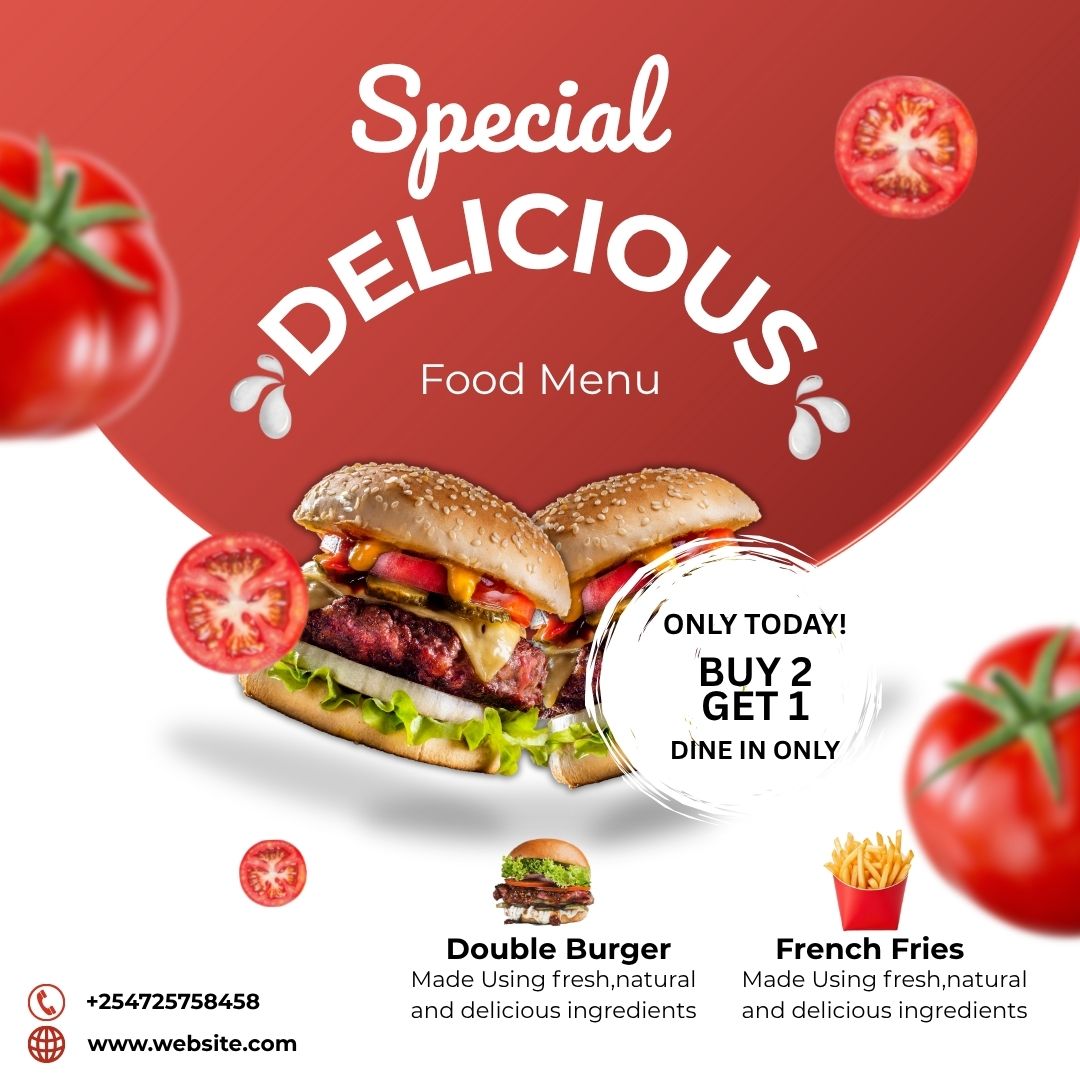 Special
DELICIOUS
Food Menu
ONLY TODAY!
BUY 2
GET 1
DINE IN ONLY
Double Burger
Made Using fresh,natural
and delicious ingredients
French Fries
Made Using fresh,natural
and delicious ingredients
+254725758458
www.website.com